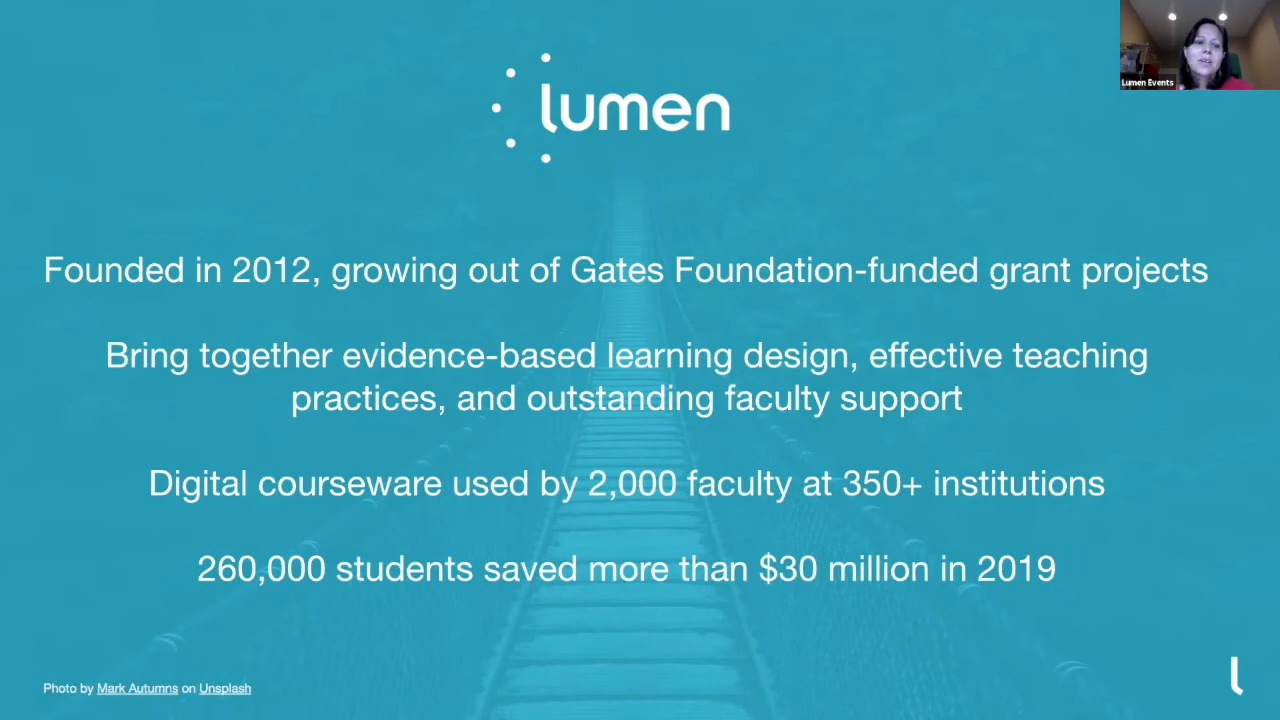 lumen
Lumen Events
Founded in 2012, growing out of Gates Foundation-funded grant projects
Bring together evidence-based learning design, effective teaching
practices, and outstanding faculty support
Digital courseware used by 2,000 faculty at 350+ institutions
260,000 students saved more than $30 million in 2019
Photo by Mark Autumns on Unsplash
l